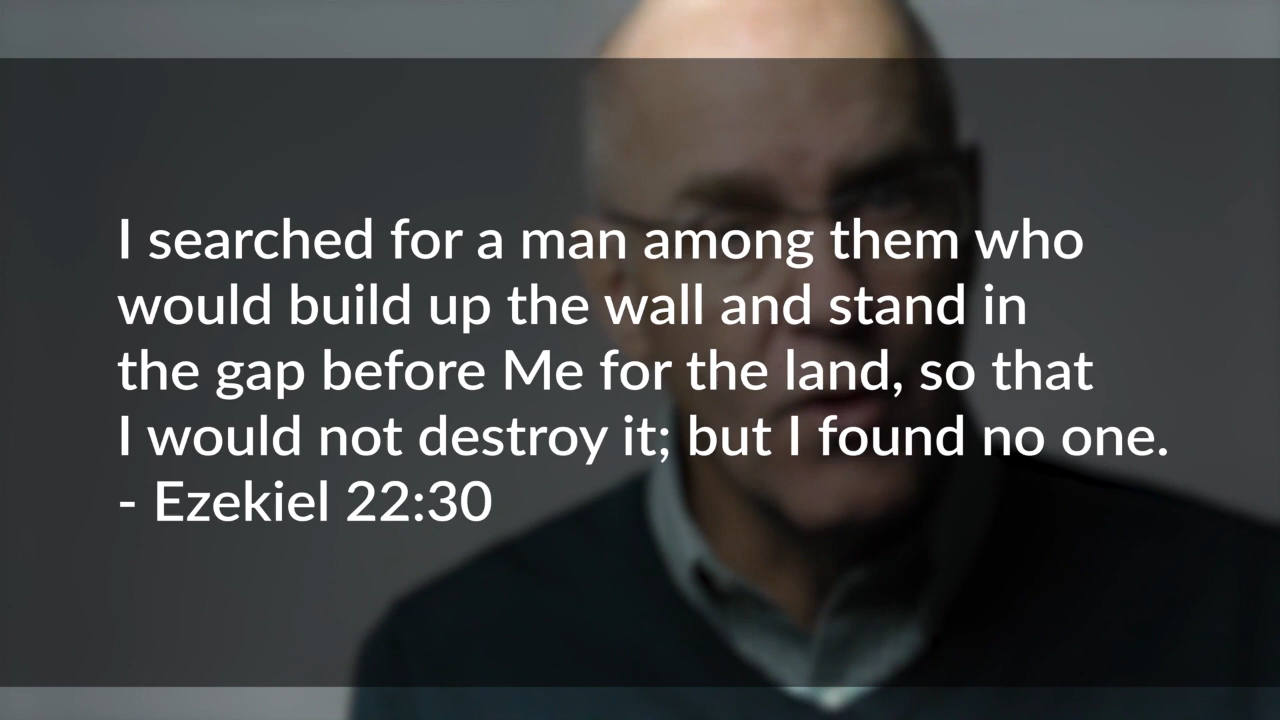 I searched for a man among them who
would build up the wall and stand in
the gap before Me for the land, so that
I would not destroy it; but I found no one.
- Ezekiel 22:30